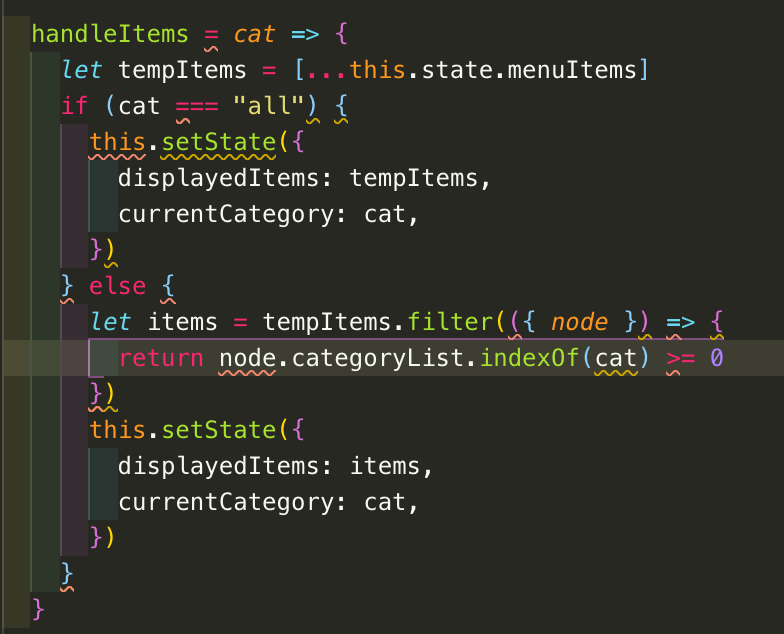 handleItems = cat => {
let tempItems = [...this.state.menuItems]
if (cat === "all") {
this.setState({
displayedItems: tempItems,
currentCategory: cat,
})
} else {
let items = tempItems.filter(({ node }) => {
return node.categoryList.indexOf(cat) >= 0
})
this.setState({
displayedItems: items,
currentCategory: cat,
})
}
}